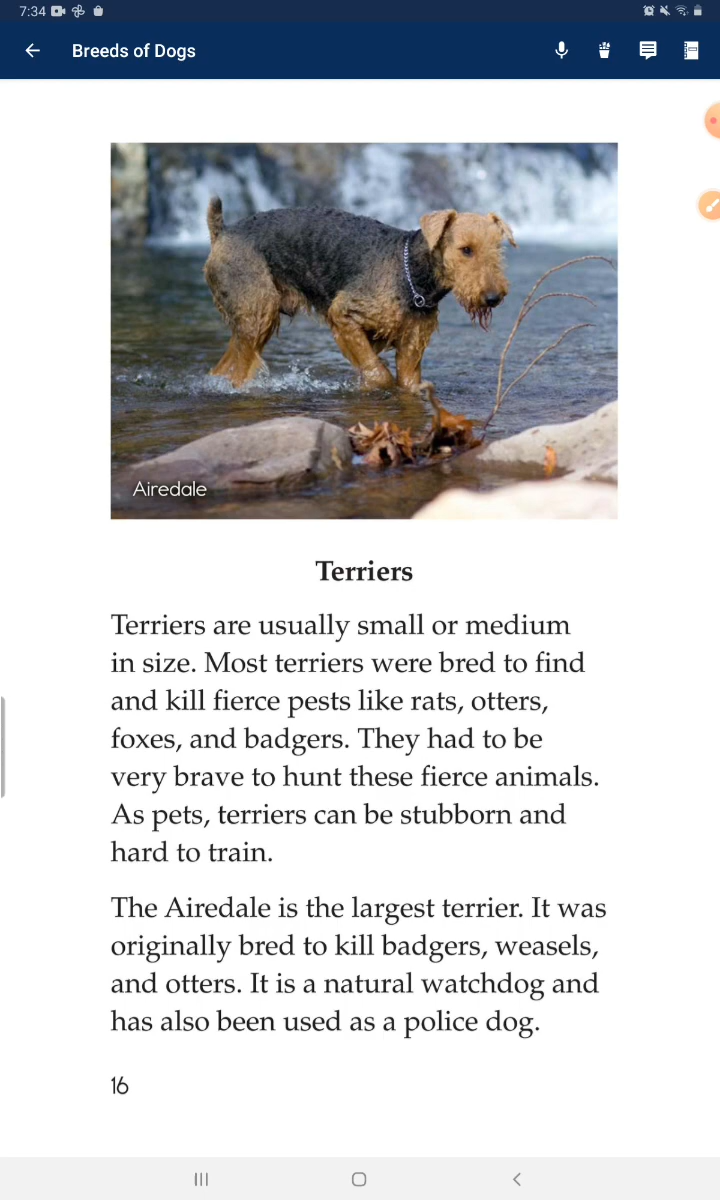 7:34
Breeds of Dogs
Airedale
Terriers
Terriers are usually small or medium
in size. Most terriers were bred to find
and kill fierce pests like rats, otters,
foxes, and badgers. They had to be
very brave to hunt these fierce animals.
As pets, terriers can be stubborn and
hard to train.
The Airedale is the largest terrier. It was
originally bred to kill badgers, weasels,
and otters. It is a natural watchdog and
has also been used as a police dog.
16